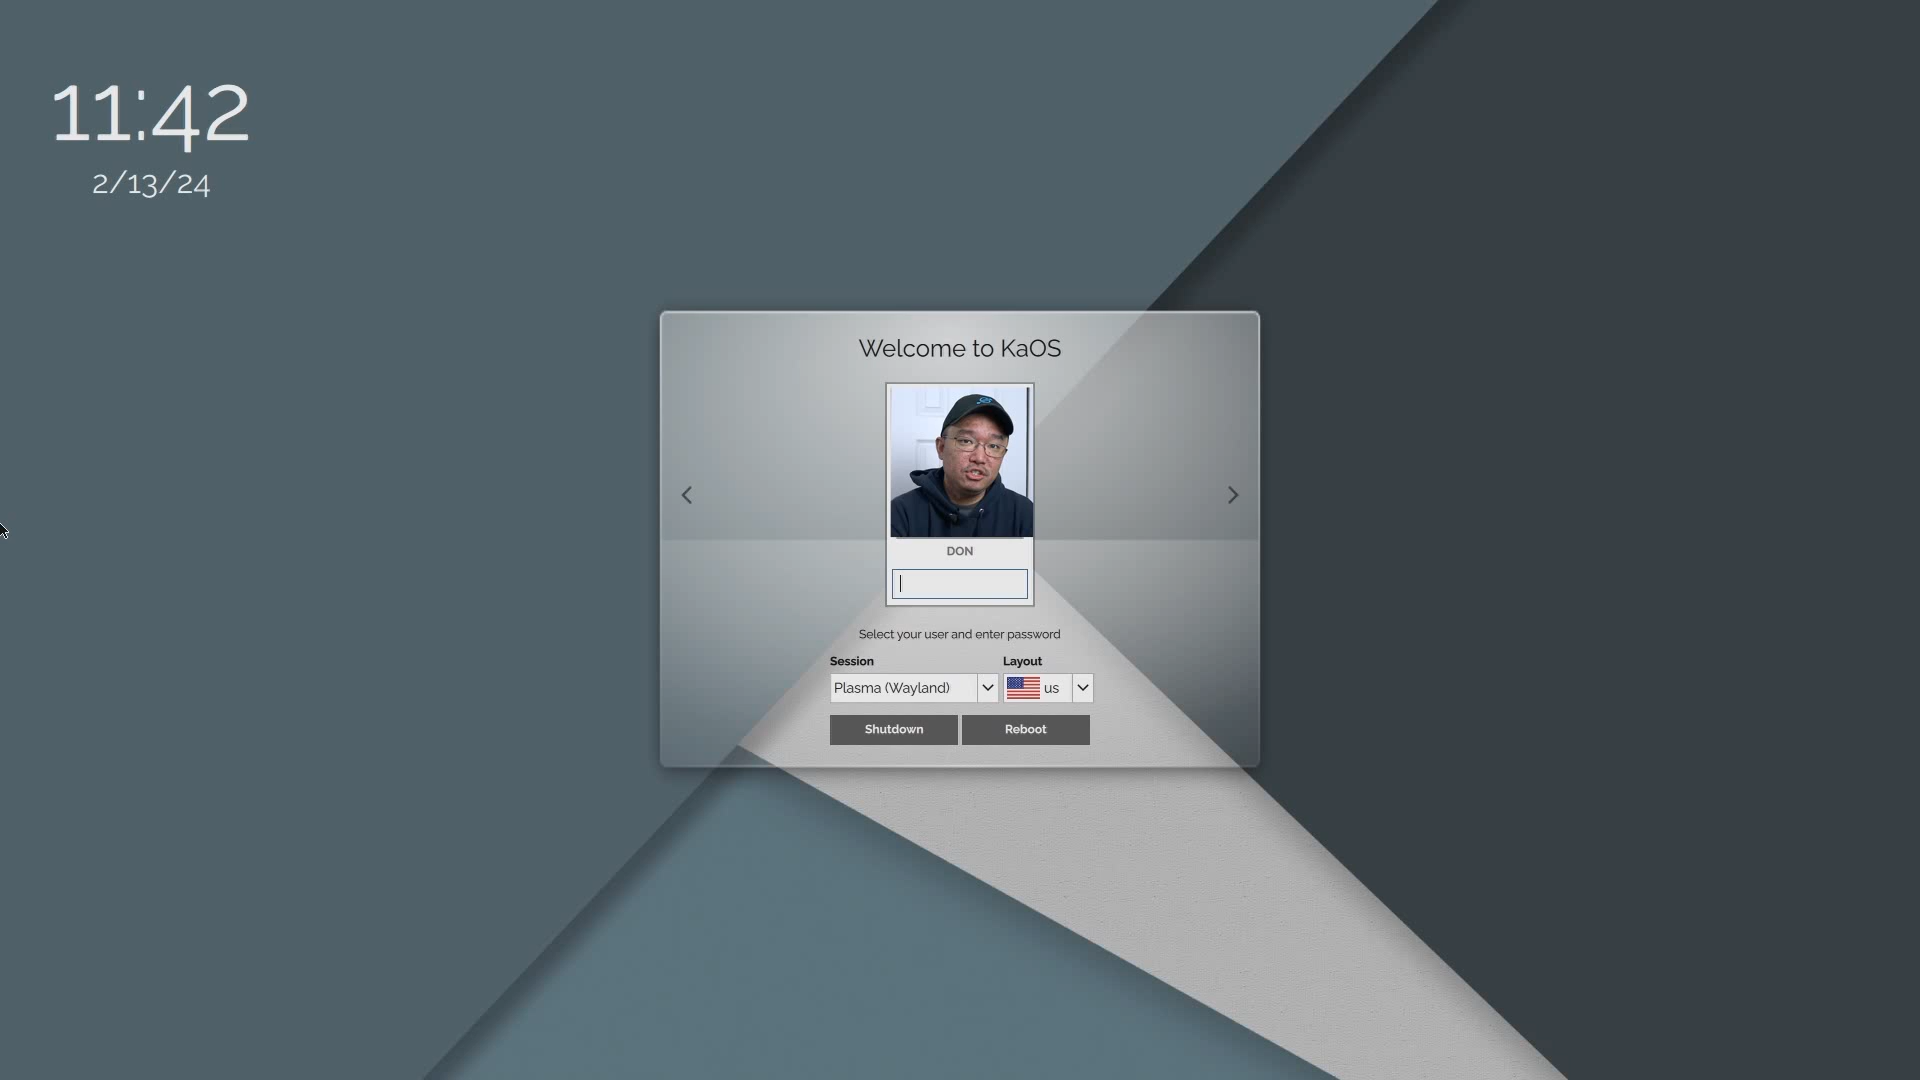 11:42
2/13/24
Welcome to KaOS
DON
Select your user and enter password
Session
Layout
Plasma (Wayland)
us
Shutdown
Reboot